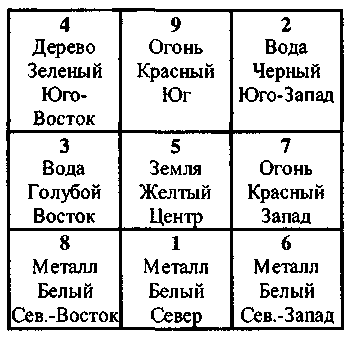 4
Дерево
Зеленый
Юго-
Восток
9
Огонь
Красный
Юг
2
Вода
Черный
Юго-Запад
3
Вода
Голубой
Восток
5
Земля
Желтый
Центр
7
Огонь
Красный
Запад
8
Металл
Белый
Сев.-Восток
1
Металл
Белый
Север
6
Металл
Белый
Сев.-Запад